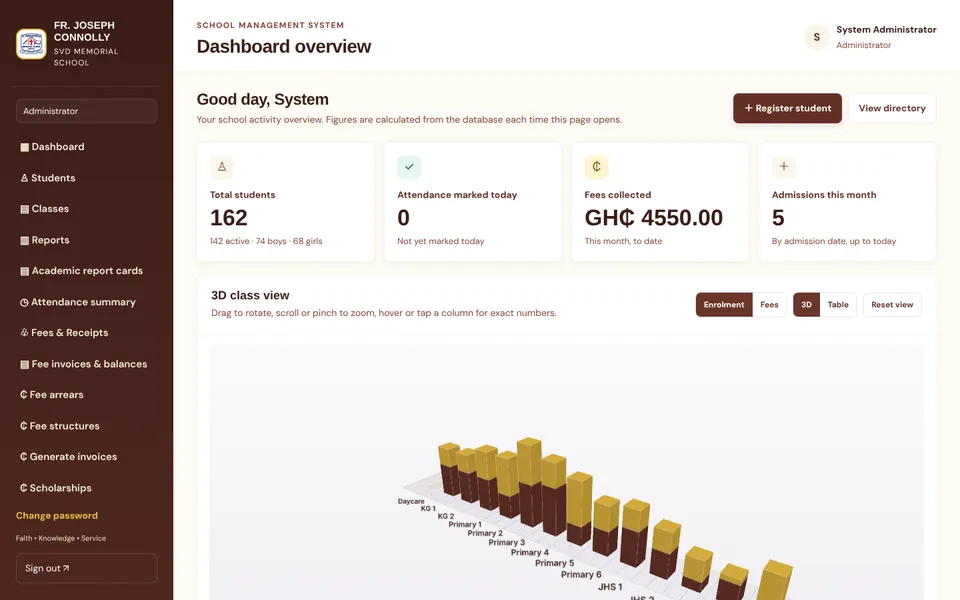 FR. JOSEPH
CONNOLLY
SVD MEMORIAL
SCHOOL
Administrator
Dashboard
Students
Classes
Reports
Academic report cards
Attendance summary
Fees & Receipts
Fee invoices & balances
₵ Fee arrears
₵ Fee structures
₵ Generate invoices
₵ Scholarships
Change password
Faith • Knowledge • Service
Sign out ↗
SCHOOL MANAGEMENT SYSTEM
Dashboard overview
S
System Administrator
Administrator
Good day, System
Your school activity overview. Figures are calculated from the database each time this page opens.
+ Register student
View directory
Total students
162
142 active · 74 boys · 68 girls
✓
Attendance marked today
0
Not yet marked today
₵
Fees collected
GH₵ 4550.00
This month, to date
+
Admissions this month
5
By admission date, up to today
3D class view
Drag to rotate, scroll or pinch to zoom, hover or tap a column for exact numbers.
Enrolment
Fees
3D
Table
Reset view
Daycare
KG 1
KG 2
Primary 1
Primary 2
Primary 3
Primary 4
Primary 5
Primary 6
JHS 1